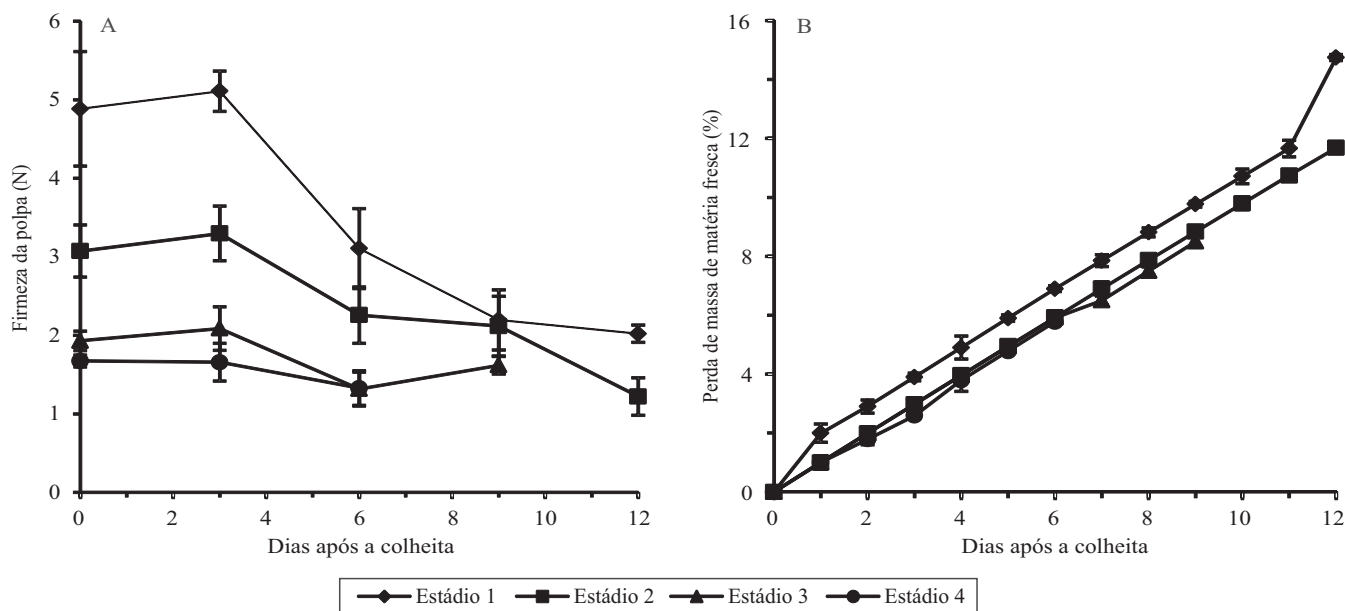 A
6
5
4
3
2
1
0
Firmeza da polpa (N)
0 2 4 6 8 10 12
Dias após a colheita
B
16
12
8
4
0
Perda de massa de matéria fresca (%)
0 2 4 6 8 10 12
Dias após a colheita
Estádio 1 Estádio 2 Estádio 3 Estádio 4